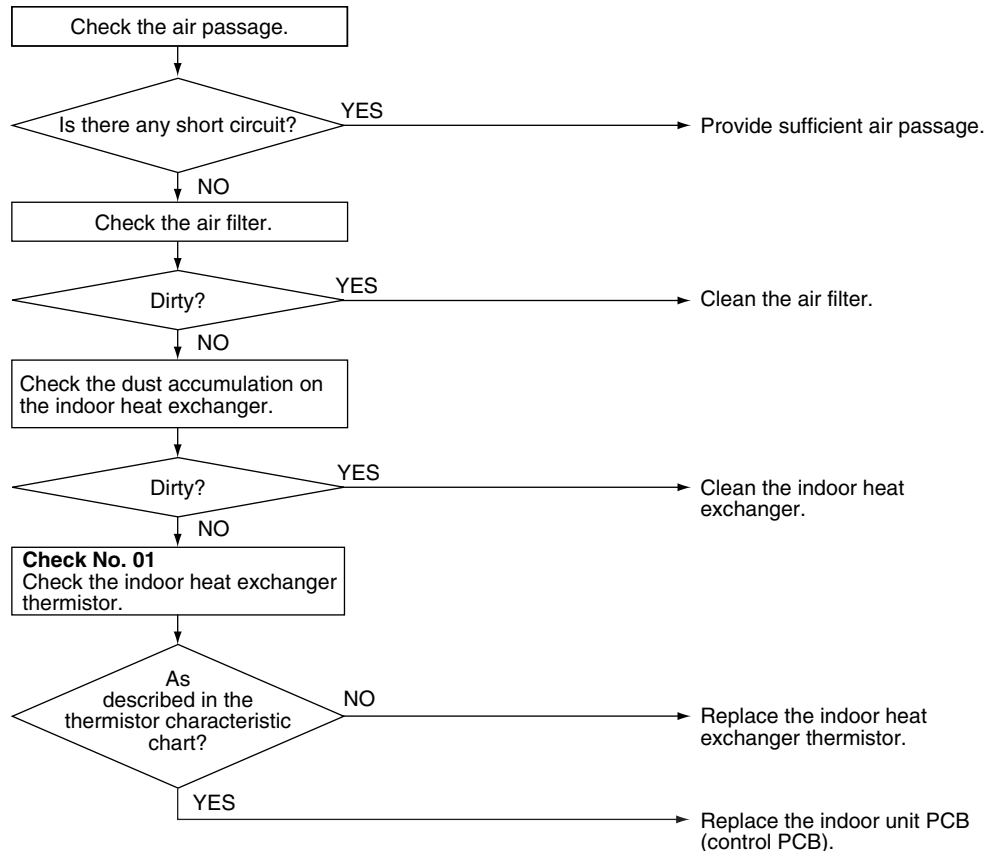 Check the air passage.
Is there any short circuit?
YES
Provide sufficient air passage.
NO
Check the air filter.
Dirty?
YES
Clean the air filter.
NO
Check the dust accumulation on
the indoor heat exchanger.
Dirty?
YES
Clean the indoor heat
exchanger.
NO
Check No. 01
Check the indoor heat exchanger
thermistor.
As
described in the
thermistor characteristic
chart?
NO
Replace the indoor heat
exchanger thermistor.
YES
Replace the indoor unit PCB
(control PCB).